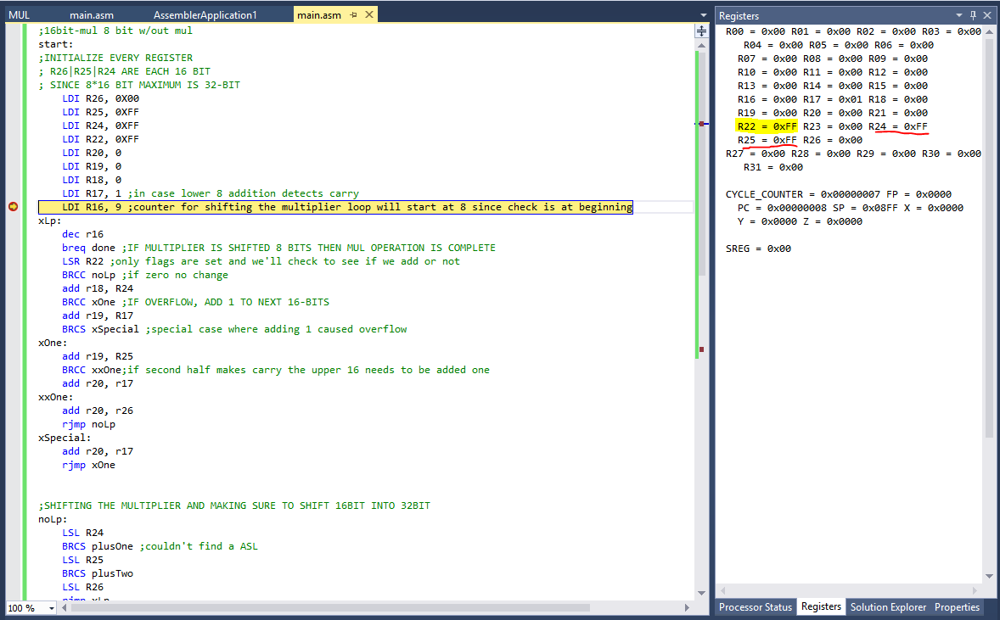 MUL main.asm AssemblerApplication1 main.asm
;16bit-mul 8 bit w/out mul
start:
;INITIALIZE EVERY REGISTER
; R26|R25|R24 ARE EACH 16 BIT
; SINCE 8*16 BIT MAXIMUM IS 32-BIT
LDI R26, 0X00
LDI R25, 0XFF
LDI R24, 0XFF
LDI R22, 0XFF
LDI R20, 0
LDI R19, 0
LDI R18, 0
LDI R17, 1 ;in case lower 8 addition detects carry
LDI R16, 9 ;counter for shifting the multiplier loop will start at 8 since check is at beginning
xLp:
dec r16
breq done ;IF MULTIPLIER IS SHIFTED 8 BITS THEN MUL OPERATION IS COMPLETE
LSR R22 ;only flags are set and we'll check to see if we add or not
BRCC noLp ;if zero no change
add r18, R24
BRCC xOne ;IF OVERFLOW, ADD 1 TO NEXT 16-BITS
add r19, R17
BRCS xSpecial ;special case where adding 1 caused overflow
xOne:
add r19, R25
BRCC xxOne;if second half makes carry the upper 16 needs to be added one
add r20, r17
xxOne:
add r20, r26
rjmp noLp
xSpecial:
add r20, r17
rjmp xOne
;SHIFTING THE MULTIPLIER AND MAKING SURE TO SHIFT 16BIT INTO 32BIT
noLp:
LSL R24
BRCS plusOne ;couldn't find a ASL
LSL R25
BRCS plusTwo
LSL R26
rjmp xLp
100 %
Registers
R00 = 0x00 R01 = 0x00 R02 = 0x00 R03 = 0x00
R04 = 0x00 R05 = 0x00 R06 = 0x00
R07 = 0x00 R08 = 0x00 R09 = 0x00
R10 = 0x00 R11 = 0x00 R12 = 0x00
R13 = 0x00 R14 = 0x00 R15 = 0x00
R16 = 0x00 R17 = 0x01 R18 = 0x00
R19 = 0x00 R20 = 0x00 R21 = 0x00
R22 = 0xFF R23 = 0x00 R24 = 0xFF
R25 = 0xFF R26 = 0x00
R27 = 0x00 R28 = 0x00 R29 = 0x00 R30 = 0x00
R31 = 0x00
CYCLE_COUNTER = 0x00000007 FP = 0x0000
PC = 0x00000008 SP = 0x08FF X = 0x0000
Y = 0x0000 Z = 0x0000
SREG = 0x00
Processor Status Registers Solution Explorer Properties